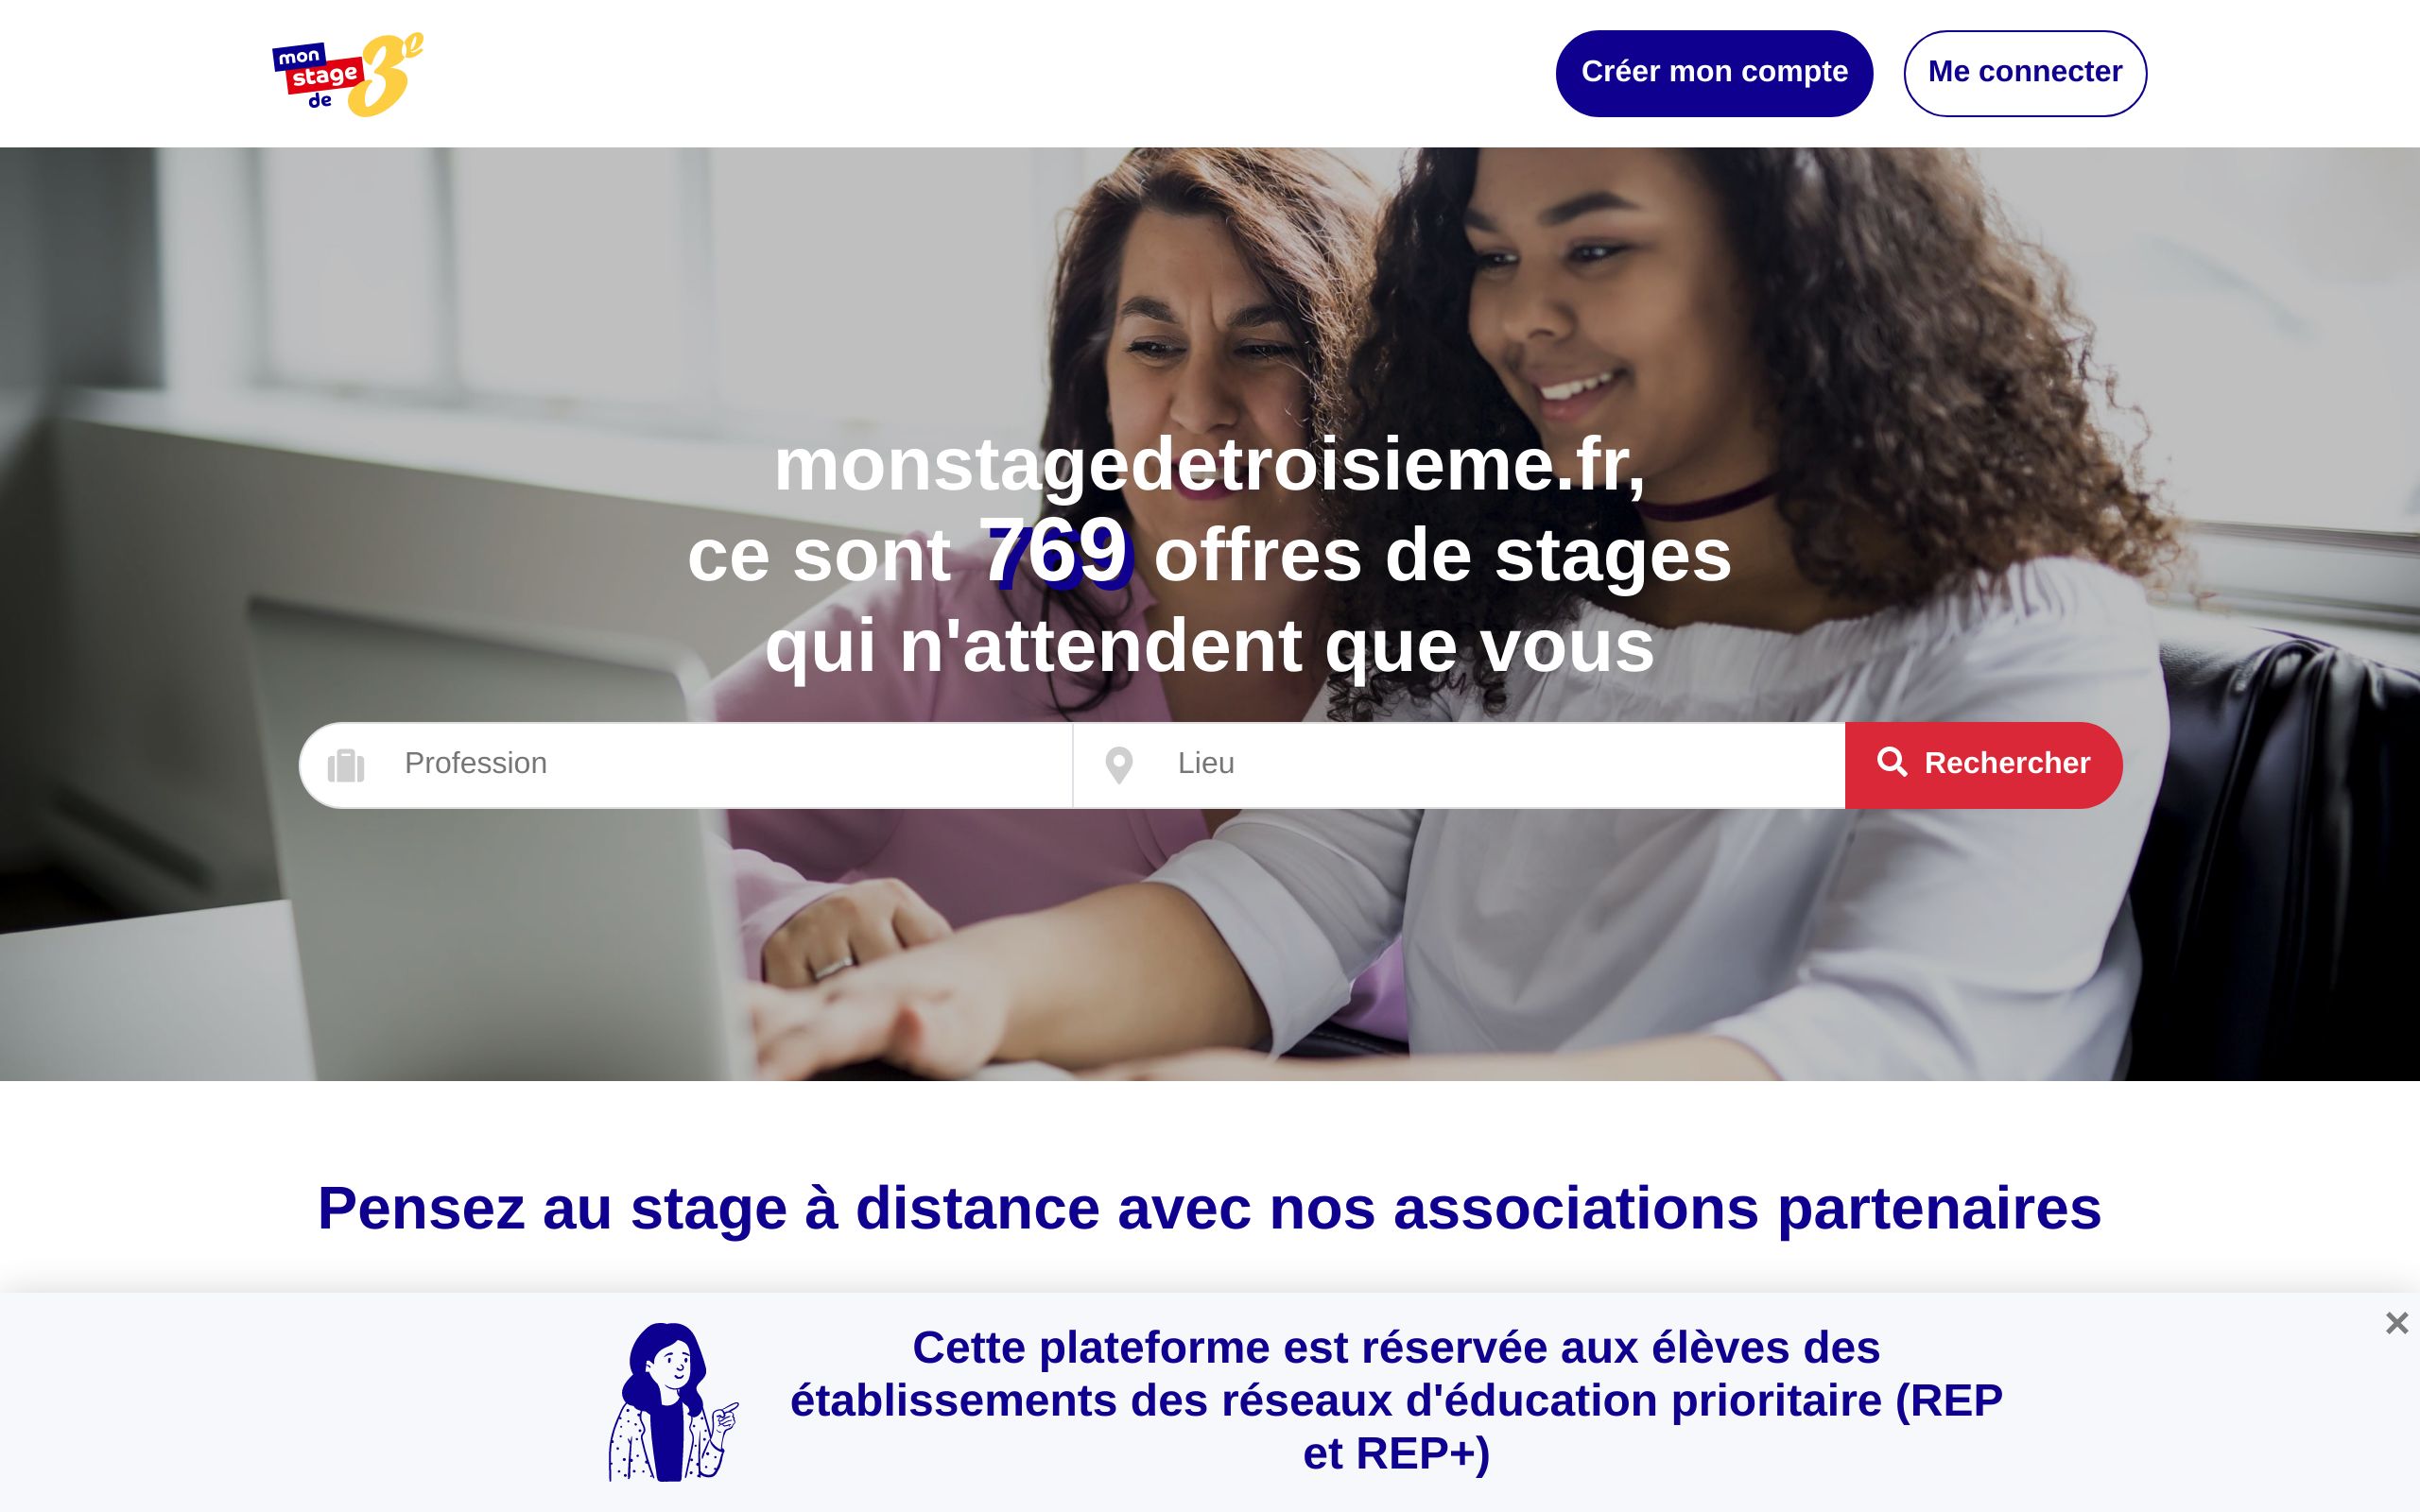 mon
stage
de 3e
Créer mon compte
Me connecter
monstagedetroisieme.fr,
ce sont 769 offres de stages
qui n'attendent que vous
Profession
Lieu
Rechercher
Pensez au stage à distance avec nos associations partenaires
Cette plateforme est réservée aux élèves des
établissements des réseaux d'éducation prioritaire (REP
et REP+)